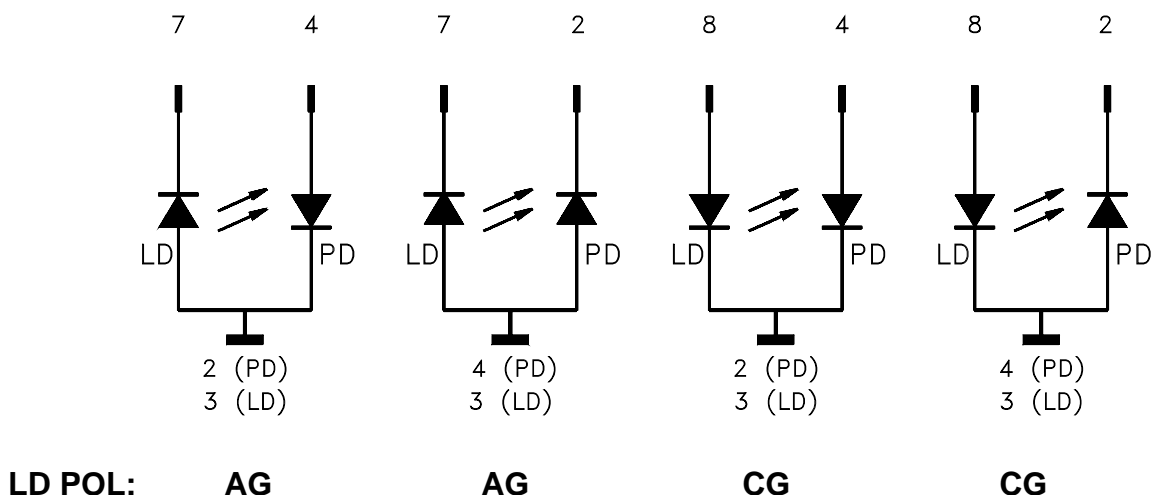 7 4 7 2 8 4 8 2
LD PD LD PD LD PD LD PD
2 (PD) 4 (PD) 2 (PD) 4 (PD)
3 (LD) 3 (LD) 3 (LD) 3 (LD)
LD POL: AG AG CG CG